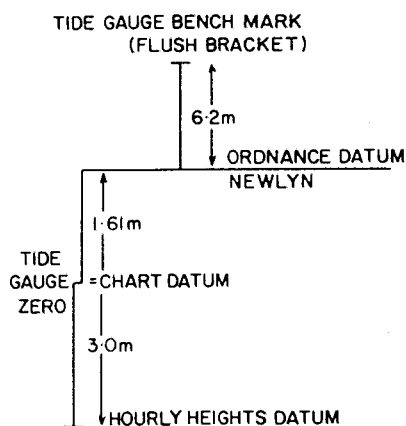 TIDE GAUGE BENCH MARK
(FLUSH BRACKET)
6·2m
ORDNANCE DATUM
NEWLYN
1·61m
TIDE
GAUGE = CHART DATUM
ZERO
3·0m
HOURLY HEIGHTS DATUM